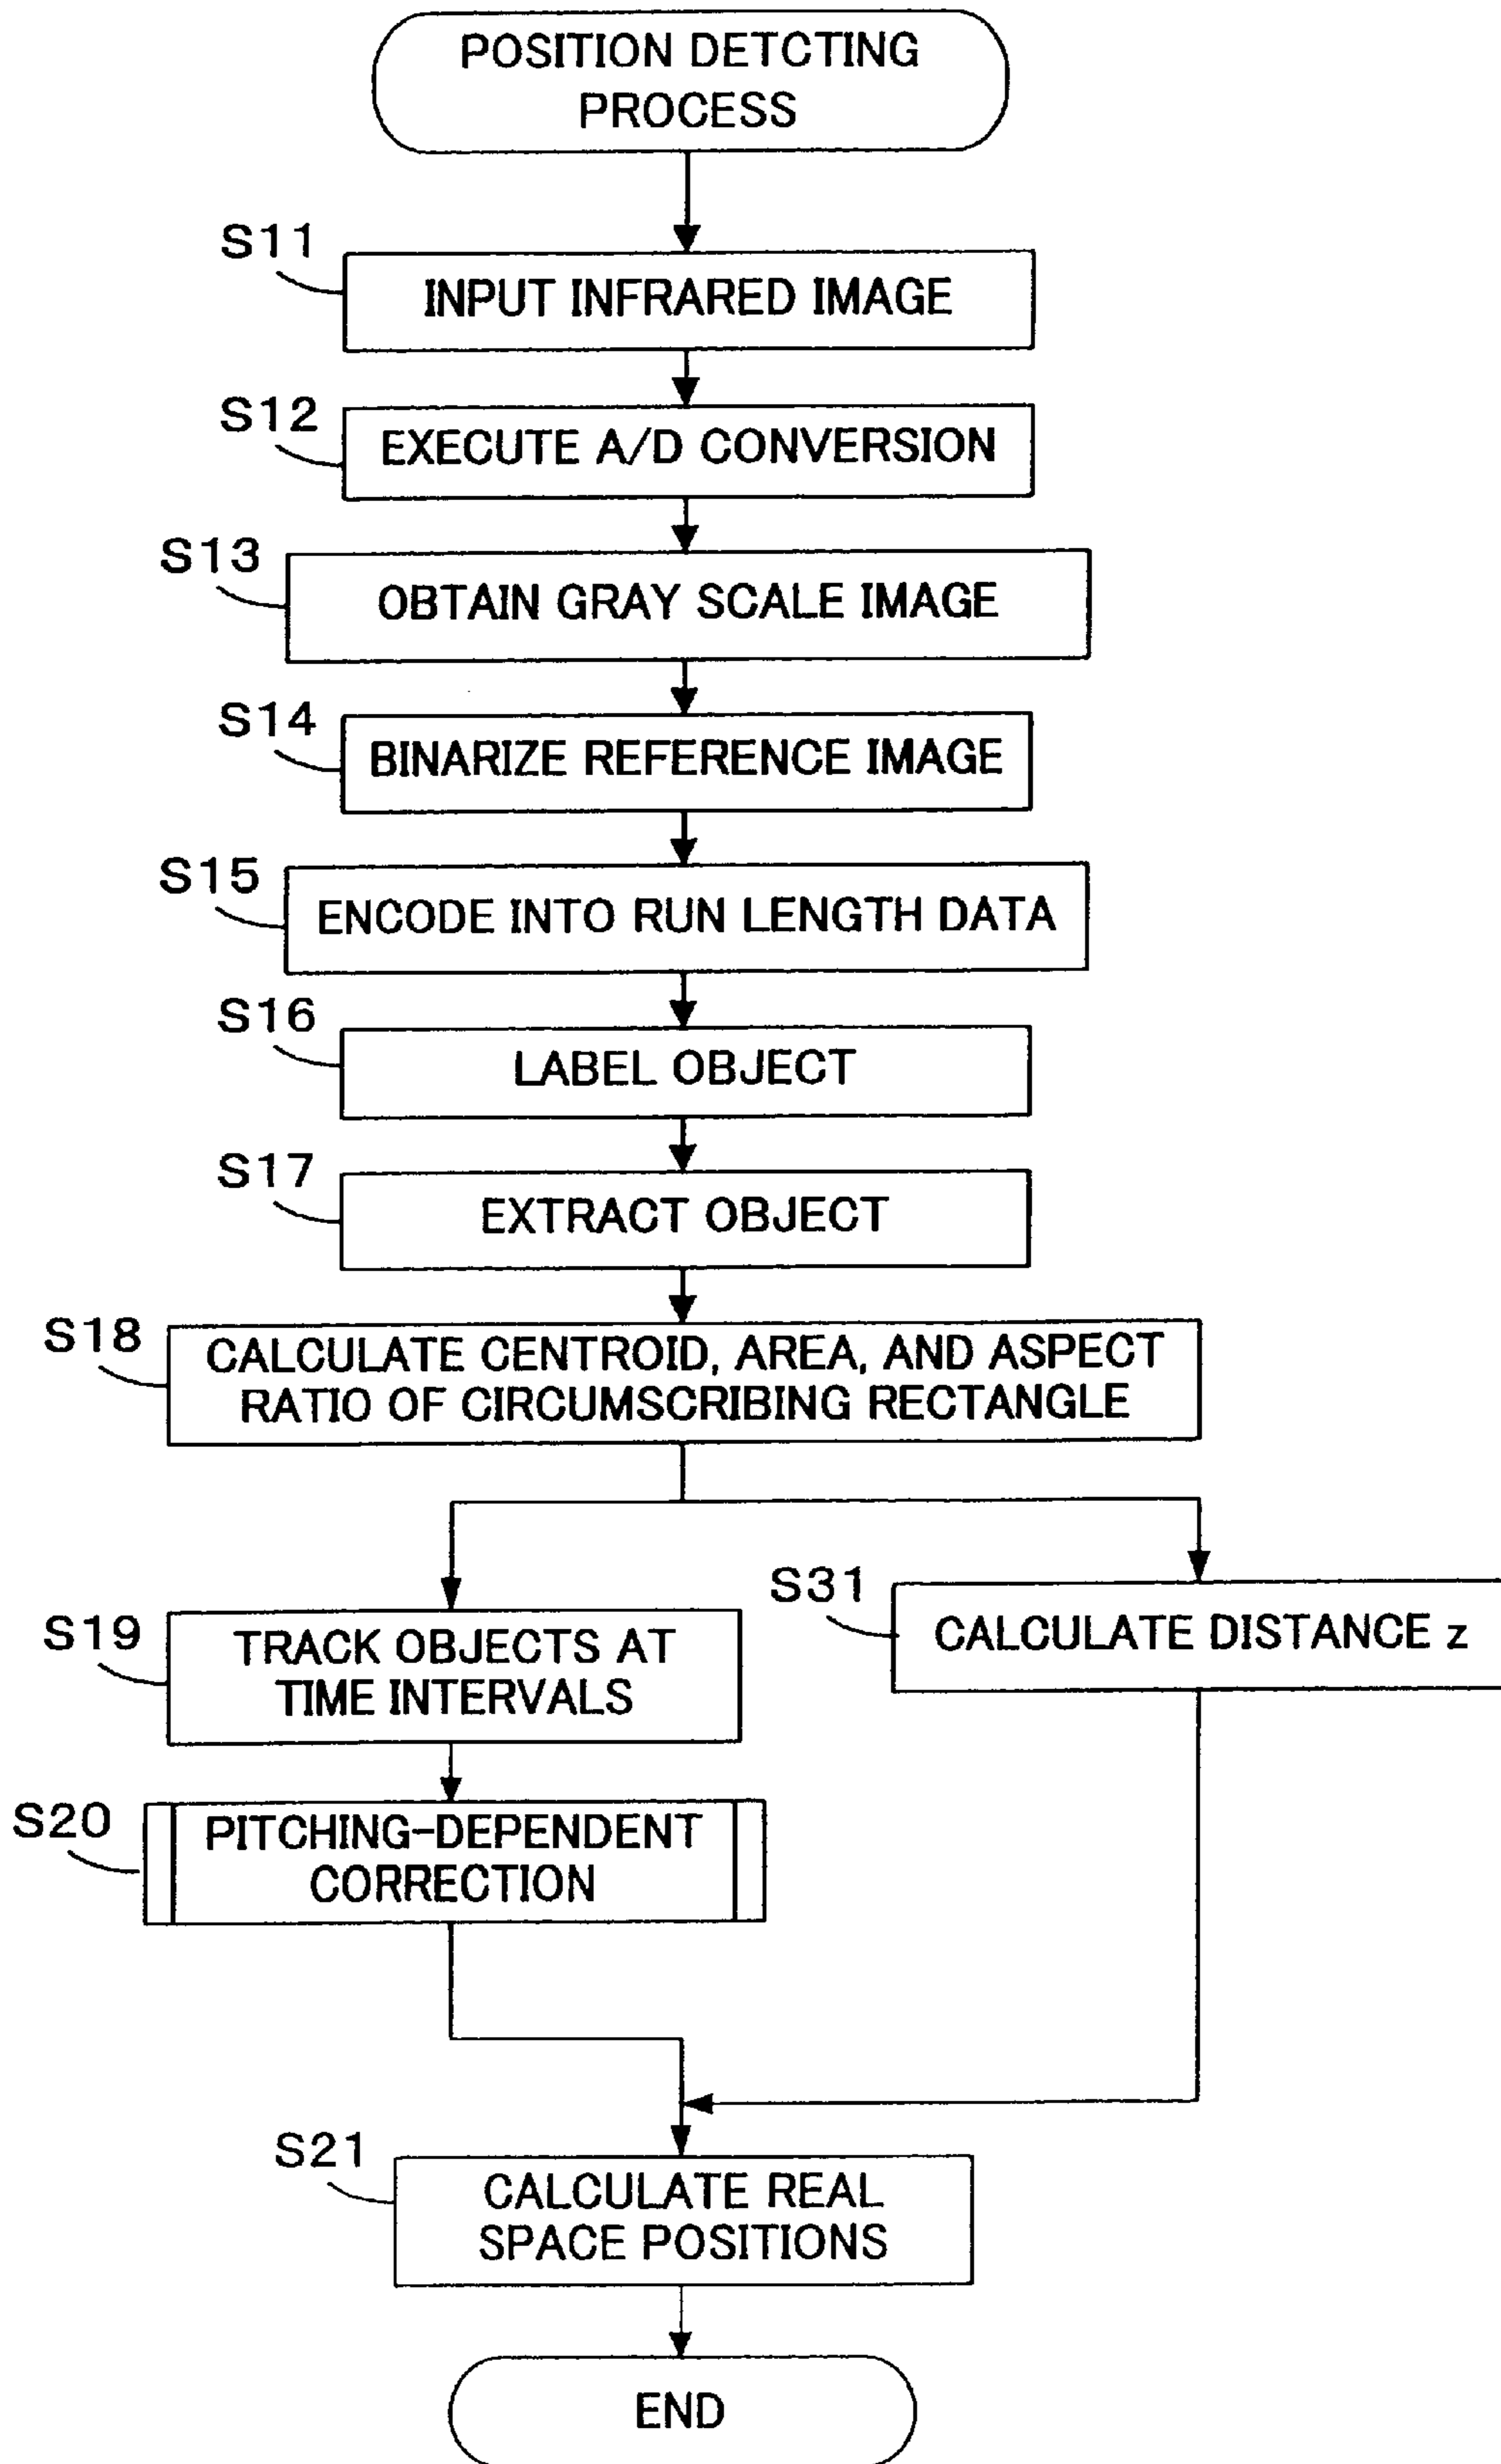 POSITION DETCTING
PROCESS
S11
INPUT INFRARED IMAGE
S12
EXECUTE A/D CONVERSION
S13
OBTAIN GRAY SCALE IMAGE
S14
BINARIZE REFERENCE IMAGE
S15
ENCODE INTO RUN LENGTH DATA
S16
LABEL OBJECT
S17
EXTRACT OBJECT
S18
CALCULATE CENTROID, AREA, AND ASPECT
RATIO OF CIRCUMSCRIBING RECTANGLE
S19
TRACK OBJECTS AT
TIME INTERVALS
S31
CALCULATE DISTANCE z
S20
PITCHING-DEPENDENT
CORRECTION
S21
CALCULATE REAL
SPACE POSITIONS
END